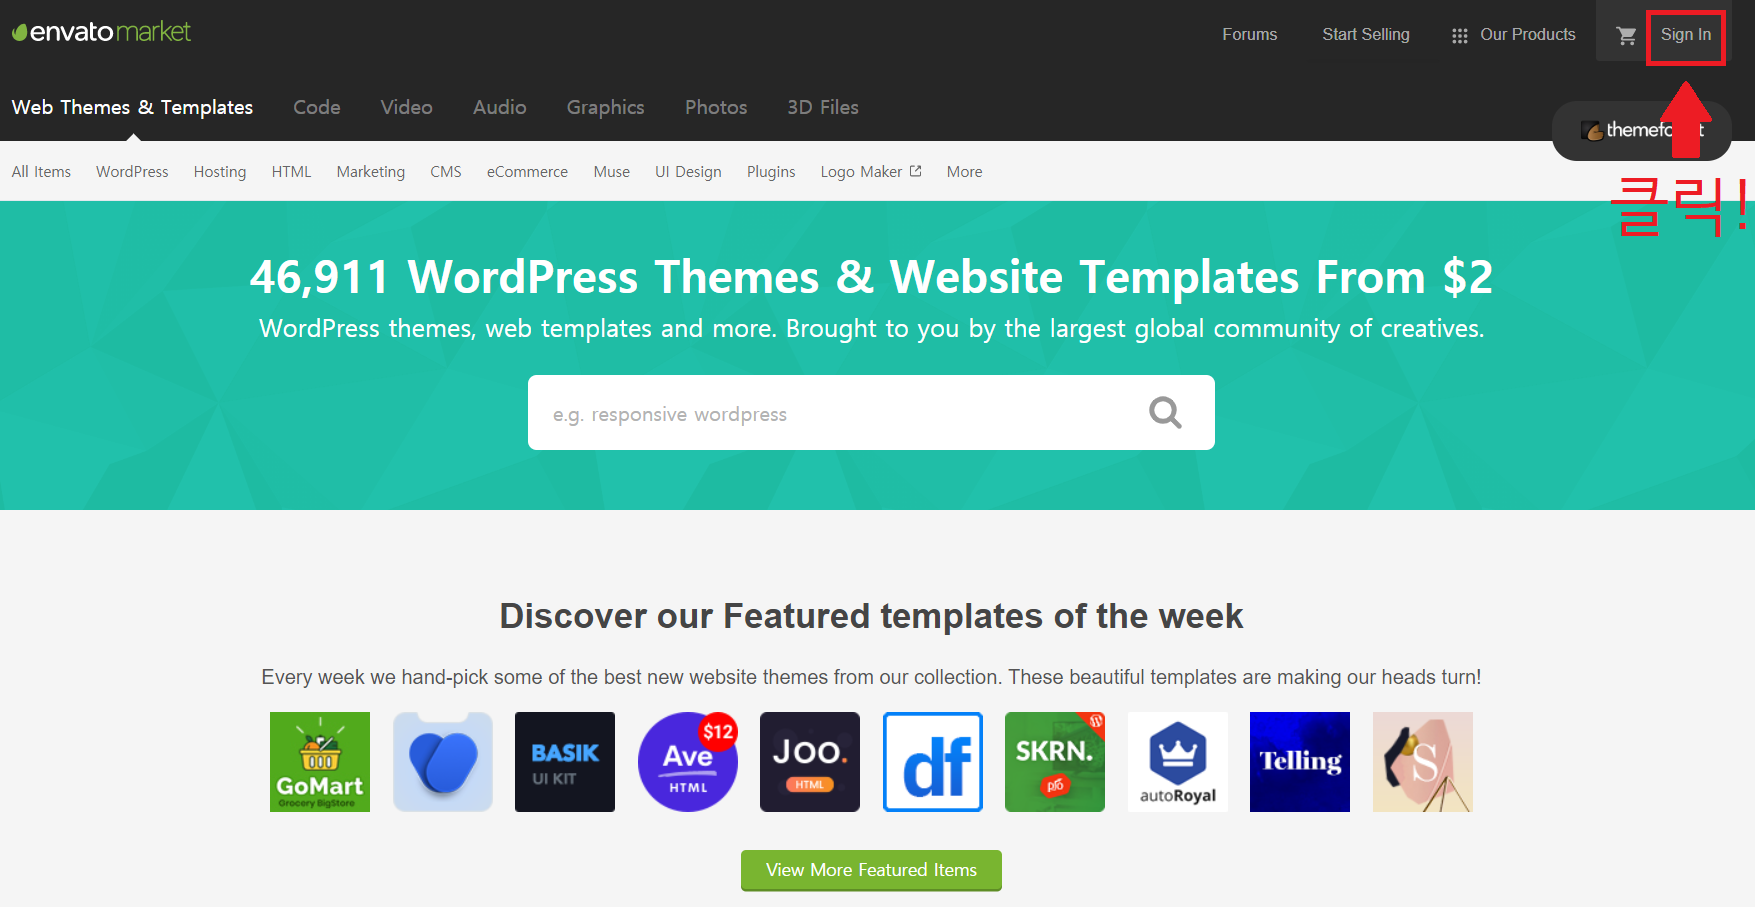 envatomarket
Forums Start Selling Our Products Sign In
Web Themes & Templates Code Video Audio Graphics Photos 3D Files
All Items WordPress Hosting HTML Marketing CMS eCommerce Muse UI Design Plugins Logo Maker More
클릭!
46,911 WordPress Themes & Website Templates From $2
WordPress themes, web templates and more. Brought to you by the largest global community of creatives.
e.g. responsive wordpress
Discover our Featured templates of the week
Every week we hand-pick some of the best new website themes from our collection. These beautiful templates are making our heads turn!
GoMart
Grocery BigStore
BASIK
UI KIT
$12
Ave
HTML
Joo.
HTML
df
SKRN.
pro
autoRoyal
Telling
S
View More Featured Items